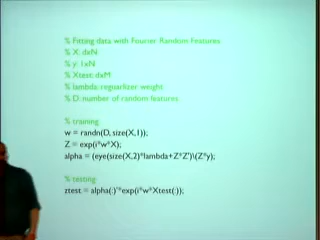 % Fitting data with Fourier Random Features
% X: dxN
% y: 1xN
% Xtest: dxM
% lambda: regularlizer weight
% D: number of random features
% training
w = randn(D, size(X,1));
Z = exp(i*w*X);
alpha = (eye(size(X,2)*lambda+Z*Z')\(Z*y);
% testing
ztest = alpha(:)'*exp(i*w*Xtest(:));